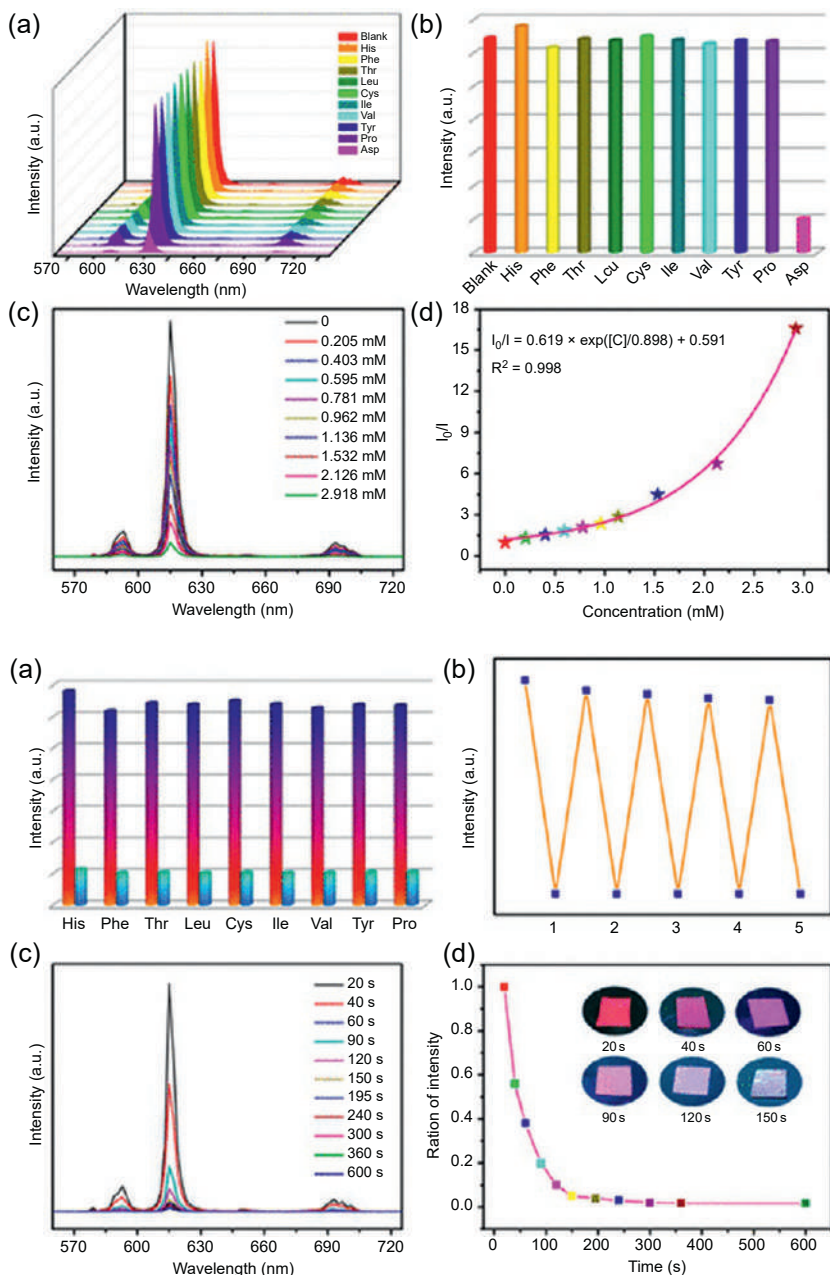 (a)
Intensity (a.u.)
Blank
His
Phe
Thr
Leu
Cys
Ile
Val
Tyr
Pro
Asp
570 600 630 660 690 720
Wavelength (nm)
(b)
Intensity (a.u.)
Blank His Phe Thr Lcu Cys Ile Val Tyr Pro Asp
(c)
Intensity (a.u.)
0
0.205 mM
0.403 mM
0.595 mM
0.781 mM
0.962 mM
1.136 mM
1.532 mM
2.126 mM
2.918 mM
570 600 630 660 690 720
Wavelength (nm)
(d)
I₀/I
18
15
12
9
6
3
0
I₀/I = 0.619 × exp([C]/0.898) + 0.591
R² = 0.998
0.0 0.5 1.0 1.5 2.0 2.5 3.0
Concentration (mM)
(a)
Intensity (a.u.)
His Phe Thr Leu Cys Ile Val Tyr Pro
(b)
Intensity (a.u.)
1 2 3 4 5
(c)
Intensity (a.u.)
20 s
40 s
60 s
90 s
120 s
150 s
195 s
240 s
300 s
360 s
600 s
570 600 630 660 690 720
Wavelength (nm)
(d)
Ration of intensity
1.0
0.8
0.6
0.4
0.2
0.0
20 s 40 s 60 s
90 s 120 s 150 s
0 100 200 300 400 500 600
Time (s)